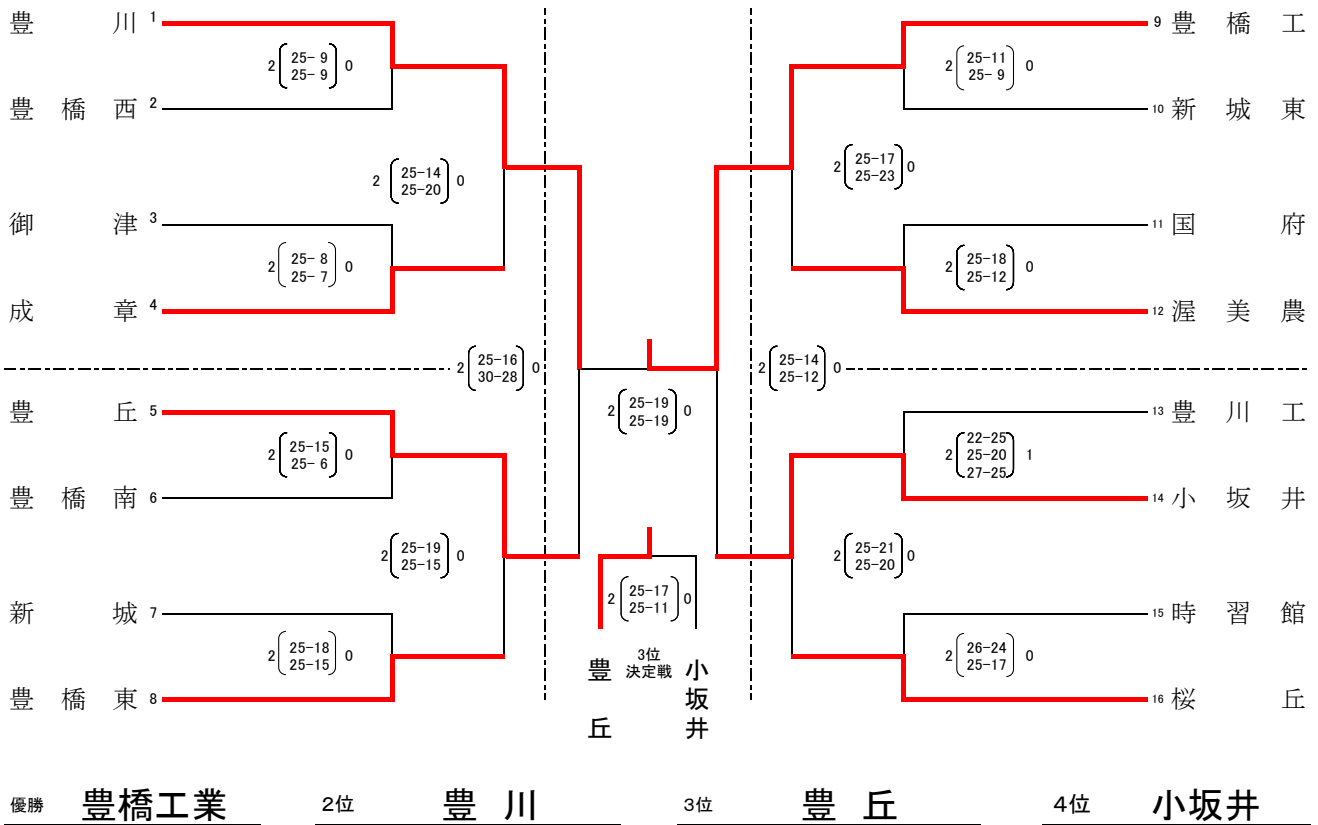 豊川 1
2 (25- 9 0
25- 9)
豊橋西 2
2 (25-14 0
25-20)
御津 3
2 (25- 8 0
25- 7)
成章 4
2 (25-16 0
30-28)
豊丘 5
2 (25-15 0
25- 6)
豊橋南 6
2 (25-19 0
25-15)
新城 7
2 (25-18 0
25-15)
豊橋東 8
2 (25-19 0
25-19)
2 (25-17 0
25-11)
3位
決定戦
豊丘
小坂井
9 豊橋工
2 (25-11 0
25- 9)
10 新城東
2 (25-17 0
25-23)
11 国府
2 (25-18 0
25-12)
12 渥美農
2 (25-14 0
25-12)
13 豊川工
(22-25
2 25-20 1
27-25)
14 小坂井
2 (25-21 0
25-20)
15 時習館
2 (26-24 0
25-17)
16 桜丘
優勝 豊橋工業 2位 豊川 3位 豊丘 4位 小坂井